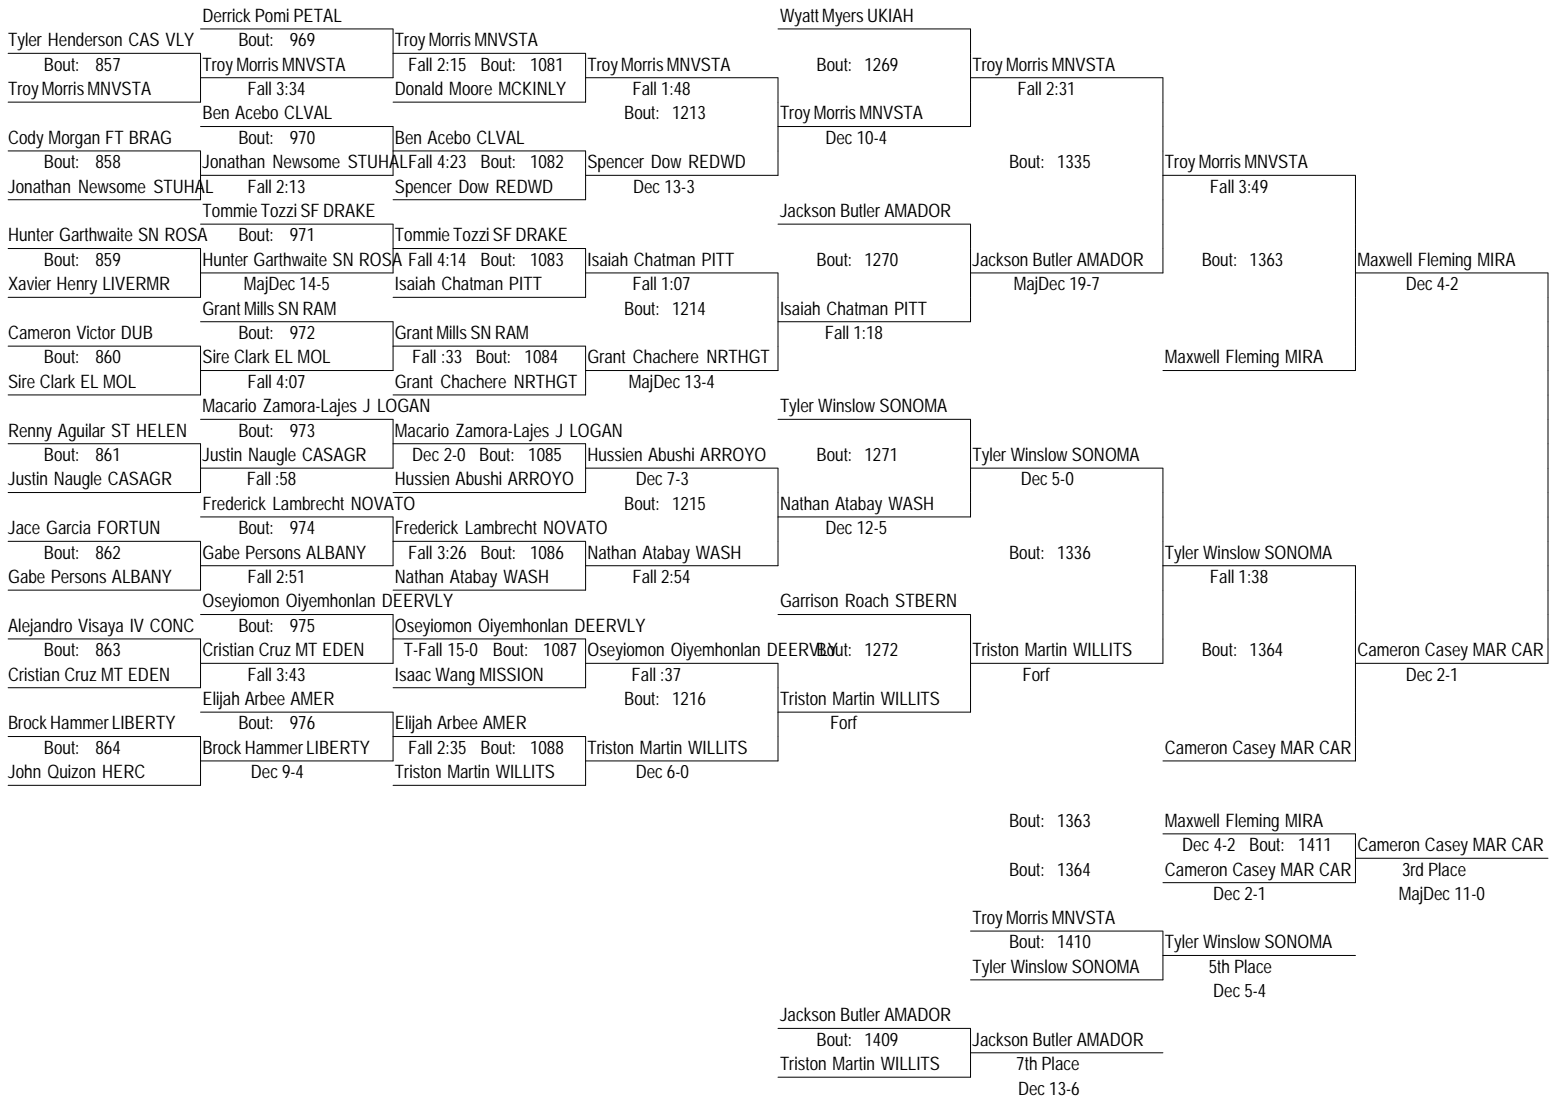 Derrick Pomi PETAL
Wyatt Myers UKIAH
Tyler Henderson CAS VLY
Bout: 969
Troy Morris MNVSTA
Bout: 857
Troy Morris MNVSTA
Fall 2:15 Bout: 1081
Troy Morris MNVSTA
Bout: 1269
Troy Morris MNVSTA
Troy Morris MNVSTA
Fall 3:34
Donald Moore MCKINLY
Fall 1:48
Fall 2:31
Ben Acebo CLVAL
Bout: 1213
Troy Morris MNVSTA
Cody Morgan FT BRAG
Bout: 970
Ben Acebo CLVAL
Dec 10-4
Bout: 858
Jonathan Newsome STUHAL
Fall 4:23 Bout: 1082
Spencer Dow REDWD
Bout: 1335
Troy Morris MNVSTA
Jonathan Newsome STUHAL
Fall 2:13
Spencer Dow REDWD
Dec 13-3
Fall 3:49
Tommie Tozzi SF DRAKE
Jackson Butler AMADOR
Hunter Garthwaite SN ROSA
Bout: 971
Tommie Tozzi SF DRAKE
Bout: 859
Hunter Garthwaite SN ROSA
Fall 4:14 Bout: 1083
Isaiah Chatman PITT
Bout: 1270
Jackson Butler AMADOR
Bout: 1363
Maxwell Fleming MIRA
Xavier Henry LIVERMR
MajDec 14-5
Isaiah Chatman PITT
Fall 1:07
MajDec 19-7
Dec 4-2
Grant Mills SN RAM
Bout: 1214
Isaiah Chatman PITT
Cameron Victor DUB
Bout: 972
Grant Mills SN RAM
Fall 1:18
Bout: 860
Sire Clark EL MOL
Fall :33 Bout: 1084
Grant Chachere NRTHGT
Maxwell Fleming MIRA
Sire Clark EL MOL
Fall 4:07
Grant Chachere NRTHGT
MajDec 13-4
Macario Zamora-Lajes J LOGAN
Tyler Winslow SONOMA
Renny Aguilar ST HELEN
Bout: 973
Macario Zamora-Lajes J LOGAN
Bout: 861
Justin Naugle CASAGR
Dec 2-0 Bout: 1085
Hussien Abushi ARROYO
Bout: 1271
Tyler Winslow SONOMA
Justin Naugle CASAGR
Fall :58
Hussien Abushi ARROYO
Dec 7-3
Dec 5-0
Frederick Lambrecht NOVATO
Bout: 1215
Nathan Atabay WASH
Jace Garcia FORTUN
Bout: 974
Frederick Lambrecht NOVATO
Dec 12-5
Bout: 862
Gabe Persons ALBANY
Fall 3:26 Bout: 1086
Nathan Atabay WASH
Bout: 1336
Tyler Winslow SONOMA
Gabe Persons ALBANY
Fall 2:51
Nathan Atabay WASH
Fall 2:54
Fall 1:38
Oseyiomon Oiyemhonlan DEERVLY
Garrison Roach STBERN
Alejandro Visaya IV CONC
Bout: 975
Oseyiomon Oiyemhonlan DEERVLY
Bout: 863
Cristian Cruz MT EDEN
T-Fall 15-0 Bout: 1087
Oseyiomon Oiyemhonlan DEERVLY
Bout: 1272
Triston Martin WILLITS
Bout: 1364
Cameron Casey MAR CAR
Cristian Cruz MT EDEN
Fall 3:43
Isaac Wang MISSION
Fall :37
Forf
Dec 2-1
Elijah Arbee AMER
Bout: 1216
Triston Martin WILLITS
Brock Hammer LIBERTY
Bout: 976
Elijah Arbee AMER
Forf
Bout: 864
Brock Hammer LIBERTY
Fall 2:35 Bout: 1088
Triston Martin WILLITS
Cameron Casey MAR CAR
John Quizon HERC
Dec 9-4
Triston Martin WILLITS
Dec 6-0
Bout: 1363
Maxwell Fleming MIRA
Dec 4-2 Bout: 1411
Cameron Casey MAR CAR
Bout: 1364
Cameron Casey MAR CAR
3rd Place
Dec 2-1
MajDec 11-0
Troy Morris MNVSTA
Bout: 1410
Tyler Winslow SONOMA
Tyler Winslow SONOMA
5th Place
Dec 5-4
Jackson Butler AMADOR
Bout: 1409
Jackson Butler AMADOR
Triston Martin WILLITS
7th Place
Dec 13-6